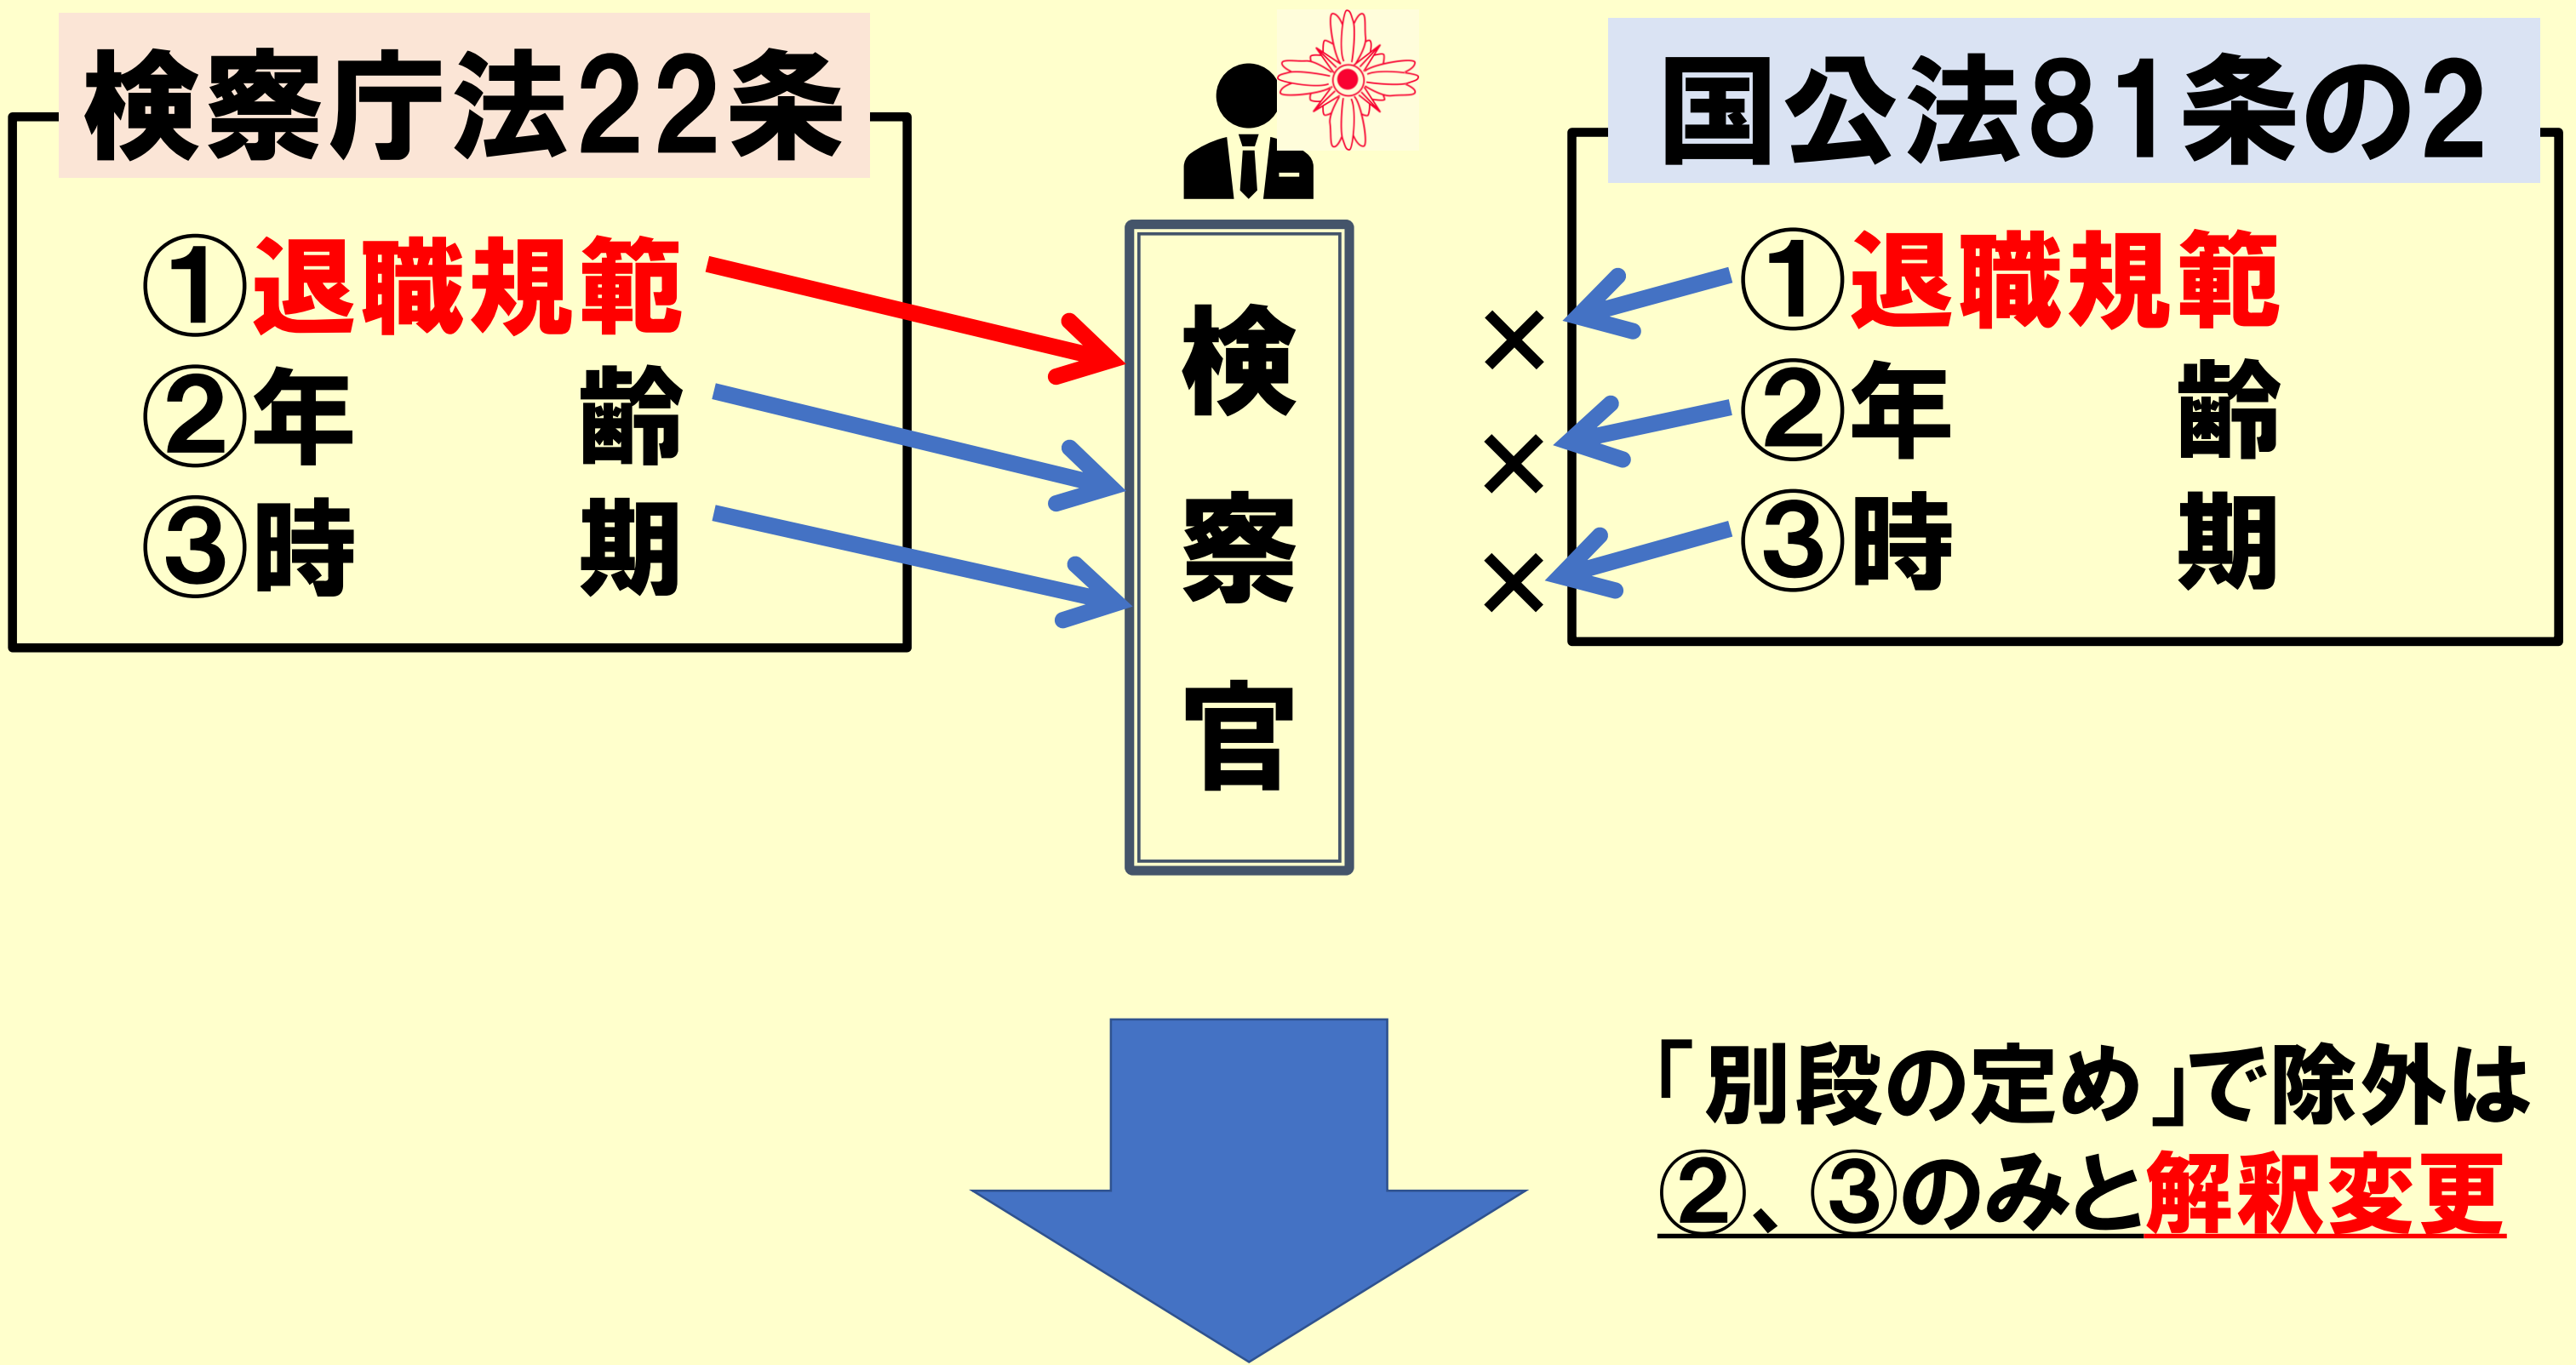 検察庁法22条
①退職規範
②年　　齢
③時　　期
検察官
国公法81条の2
①退職規範
②年　　齢
③時　　期
×
×
×
「別段の定め」で除外は
②、③のみと解釈変更